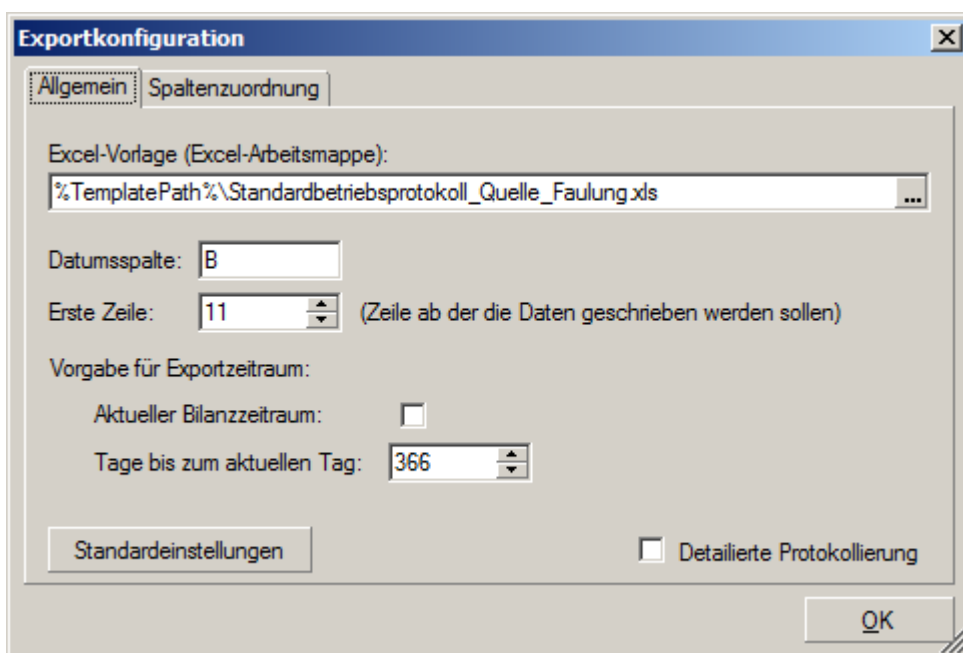 Exportkonfiguration
Allgemein Spaltenzuordnung
Excel-Vorlage (Excel-Arbeitsmappe):
%TemplatePath%\Standardbetriebsprotokoll_Quelle_Faulung.xls ...
Datumsspalte: B
Erste Zeile: 11 (Zeile ab der die Daten geschrieben werden sollen)
Vorgabe für Exportzeitraum:
Aktueller Bilanzzeitraum:
Tage bis zum aktuellen Tag: 366
Standardeinstellungen Detailierte Protokollierung
OK